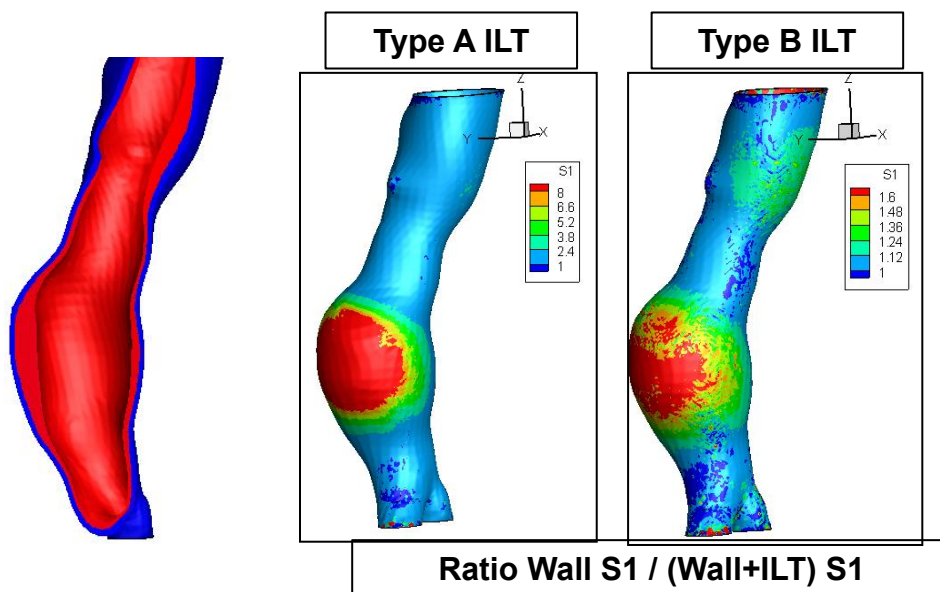 Type A ILT
Type B ILT
Z
Y
X
S1
8
6.6
5.2
3.8
2.4
1
Z
Y
X
S1
1.6
1.48
1.36
1.24
1.12
1
Ratio Wall S1 / (Wall+ILT) S1